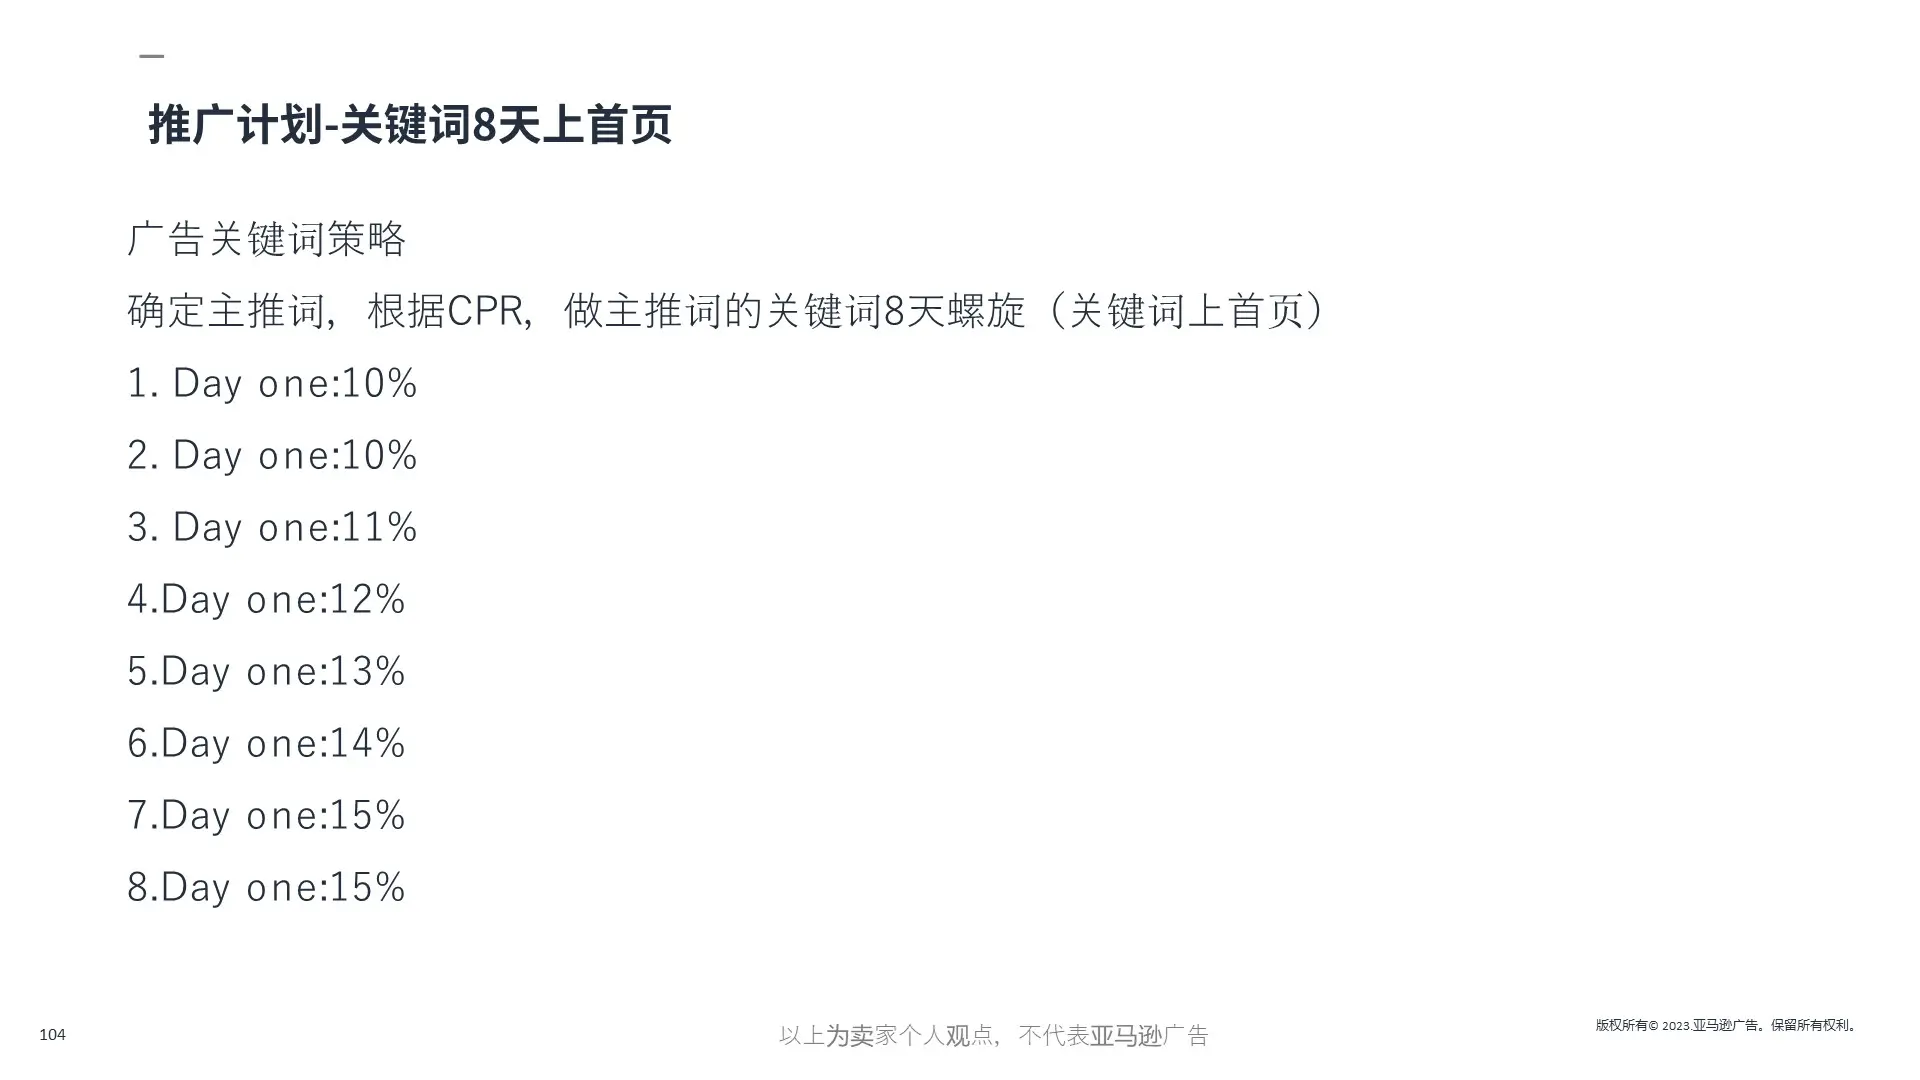 推广计划-关键词8天上首页
广告关键词策略
确定主推词，根据CPR，做主推词的关键词8天螺旋（关键词上首页）
1. Day one:10%
2. Day one:10%
3. Day one:11%
4.Day one:12%
5.Day one:13%
6.Day one:14%
7.Day one:15%
8.Day one:15%
104
以上为卖家个人观点，不代表亚马逊广告
版权所有© 2023.亚马逊广告。保留所有权利。